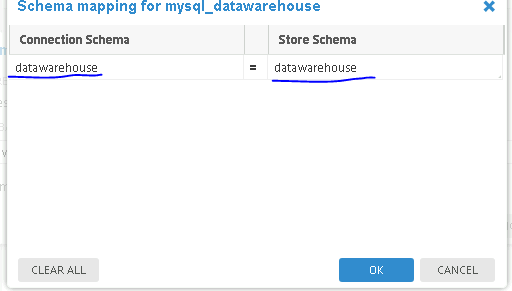 Schema mapping for mysql_datawarehouse
Connection Schema
Store Schema
datawarehouse = datawarehouse
CLEAR ALL
OK
CANCEL